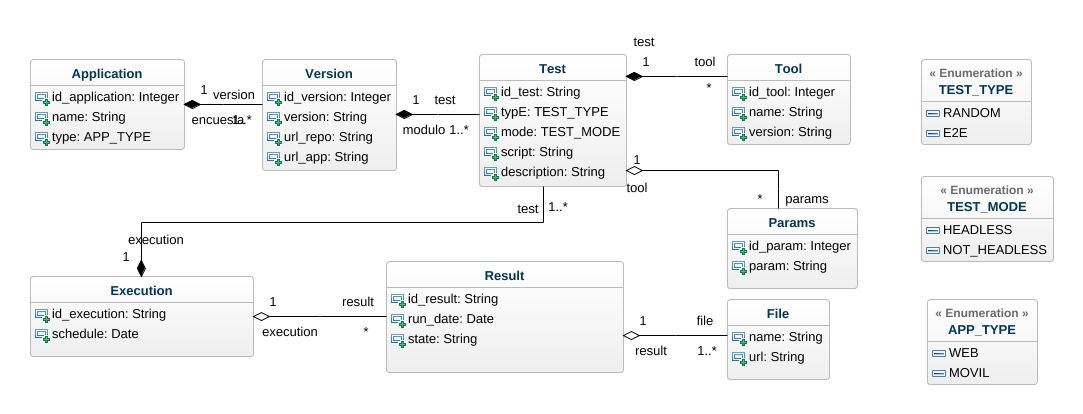 Application
id_application: Integer
name: String
type: APP_TYPE
1 version
encuesta 1..*
Version
id_version: Integer
version: String
url_repo: String
url_app: String
1 test
modulo 1..*
Test
id_test: String
typE: TEST_TYPE
mode: TEST_MODE
script: String
description: String
test
1 tool
*
Tool
id_tool: Integer
name: String
version: String
1
tool
* params
Params
id_param: Integer
param: String
test 1..*
execution
1
Execution
id_execution: String
schedule: Date
1 result
execution *
Result
id_result: String
run_date: Date
state: String
1 file
result 1..*
File
name: String
url: String
« Enumeration »
TEST_TYPE
RANDOM
E2E
« Enumeration »
TEST_MODE
HEADLESS
NOT_HEADLESS
« Enumeration »
APP_TYPE
WEB
MOVIL